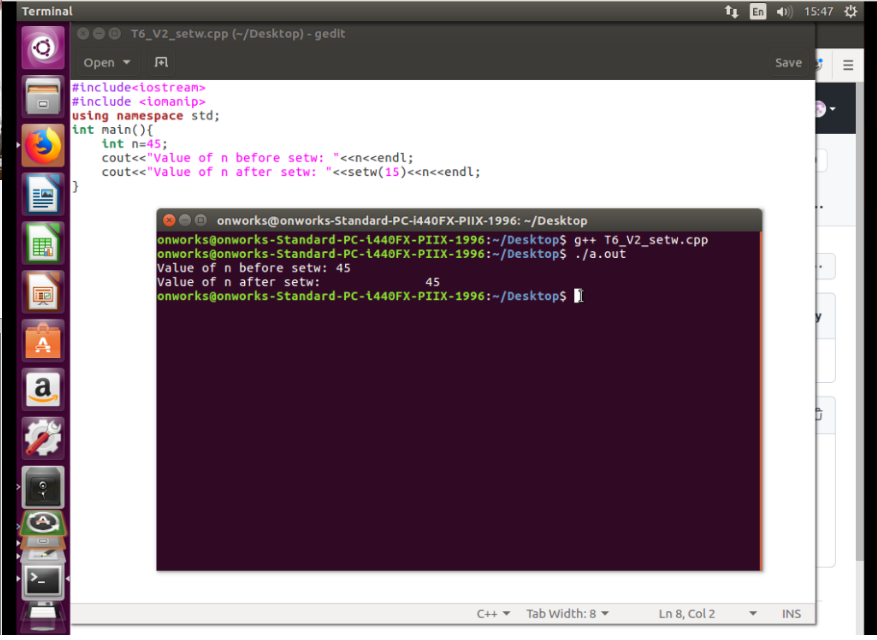 Terminal
En
15:47
T6_V2_setw.cpp (~/Desktop) - gedit
Open
Save
#include<iostream>
#include <iomanip>
using namespace std;
int main(){
    int n=45;
    cout<<"Value of n before setw: "<<n<<endl;
    cout<<"Value of n after setw: "<<setw(15)<<n<<endl;
}
onworks@onworks-Standard-PC-i440FX-PIIX-1996: ~/Desktop
onworks@onworks-Standard-PC-i440FX-PIIX-1996:~/Desktop$ g++ T6_V2_setw.cpp
onworks@onworks-Standard-PC-i440FX-PIIX-1996:~/Desktop$ ./a.out
Value of n before setw: 45
Value of n after setw:              45
onworks@onworks-Standard-PC-i440FX-PIIX-1996:~/Desktop$
y
C++ Tab Width: 8 Ln 8, Col 2 INS